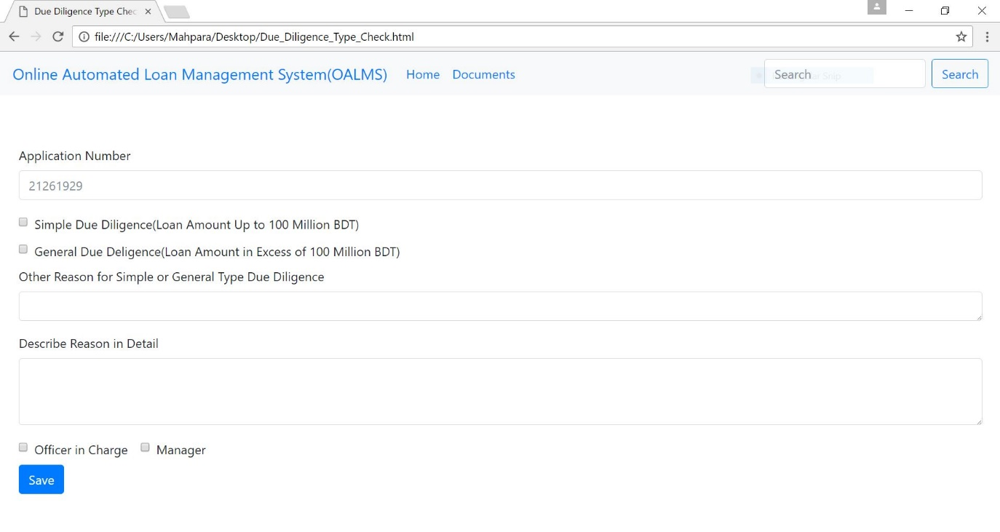 Due Diligence Type Chec
file:///C:/Users/Mahpara/Desktop/Due_Diligence_Type_Check.html
Online Automated Loan Management System(OALMS) Home Documents Search Search
Application Number
21261929
Simple Due Diligence(Loan Amount Up to 100 Million BDT)
General Due Deligence(Loan Amount in Excess of 100 Million BDT)
Other Reason for Simple or General Type Due Diligence
Describe Reason in Detail
Officer in Charge Manager
Save